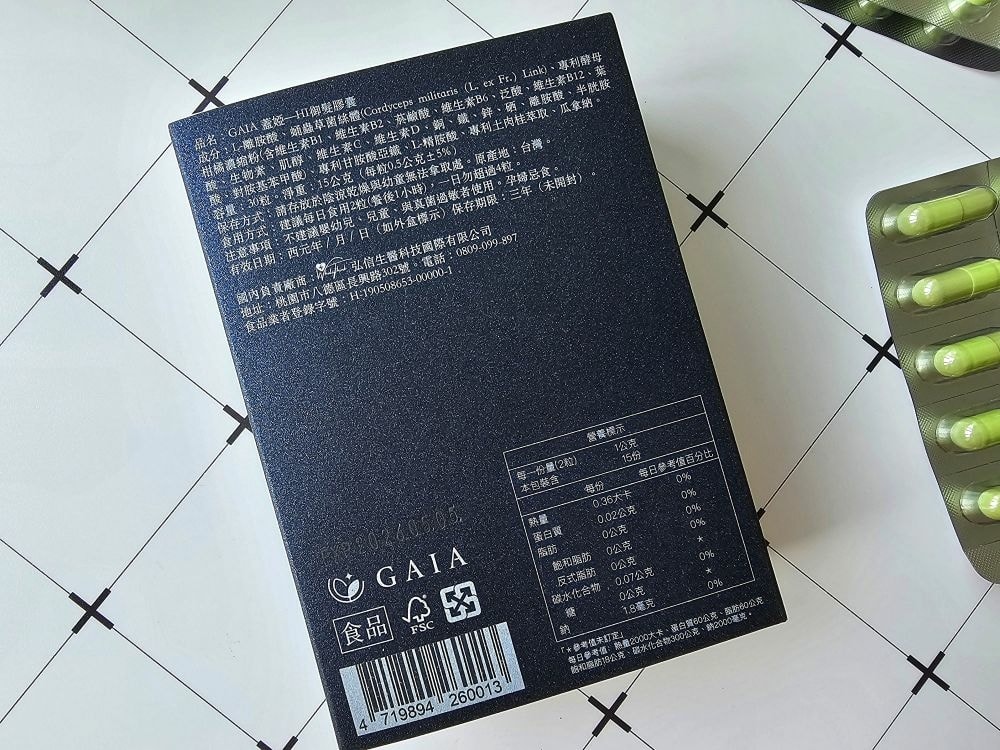 品名：GAIA 蓋婭—HI御髮膠囊
成分：L-離胺酸、蛹蟲草菌絲體(Cordyceps militaris (L. ex Fr.) Link)、專利酵母
柑橘濃縮粉(含維生素B1、維生素B2、菸鹼酸、維生素B6、泛酸、維生素B12、葉
酸、生物素、肌醇、維生素C、維生素D、銅、鐵、鋅、硒、離胺酸、半胱胺
酸、對胺基苯甲酸)、專利甘胺酸亞鐵、L-精胺酸、專利土肉桂萃取、瓜拿納。
容量：30粒。淨重：15公克（每粒0.5公克±5%）
保存方式：請存放於陰涼乾燥與幼童無法拿取處。原產地：台灣。
食用方式：建議每日食用2粒(餐後1小時)，一日勿超過4粒。
注意事項：不建議嬰幼兒、兒童、與真菌過敏者使用。孕婦忌食。
有效日期：西元年 / 月 / 日（如外盒標示）保存期限：三年（未開封）。
國內負責廠商：弘信生醫科技國際有限公司
地址：桃園市八德區長興路302號。電話：0809-099-897
食品業者登錄字號：H-190508653-00000-1
營養標示
每一份量(2粒) 1公克
本包裝含 15份
每份 每日參考值百分比
熱量 0.36大卡 0%
蛋白質 0.02公克 0%
脂肪 0公克 0%
飽和脂肪 0公克 *
反式脂肪 0公克 0%
碳水化合物 0.07公克 *
糖 0公克 0%
鈉 1.8毫克
「*參考值未訂定」
每日參考值：熱量2000大卡、蛋白質60公克、脂肪60公克
飽和脂肪18公克、碳水化合物300公克、鈉2000毫克。
GAIA
食品
FSC
4 719894 260013